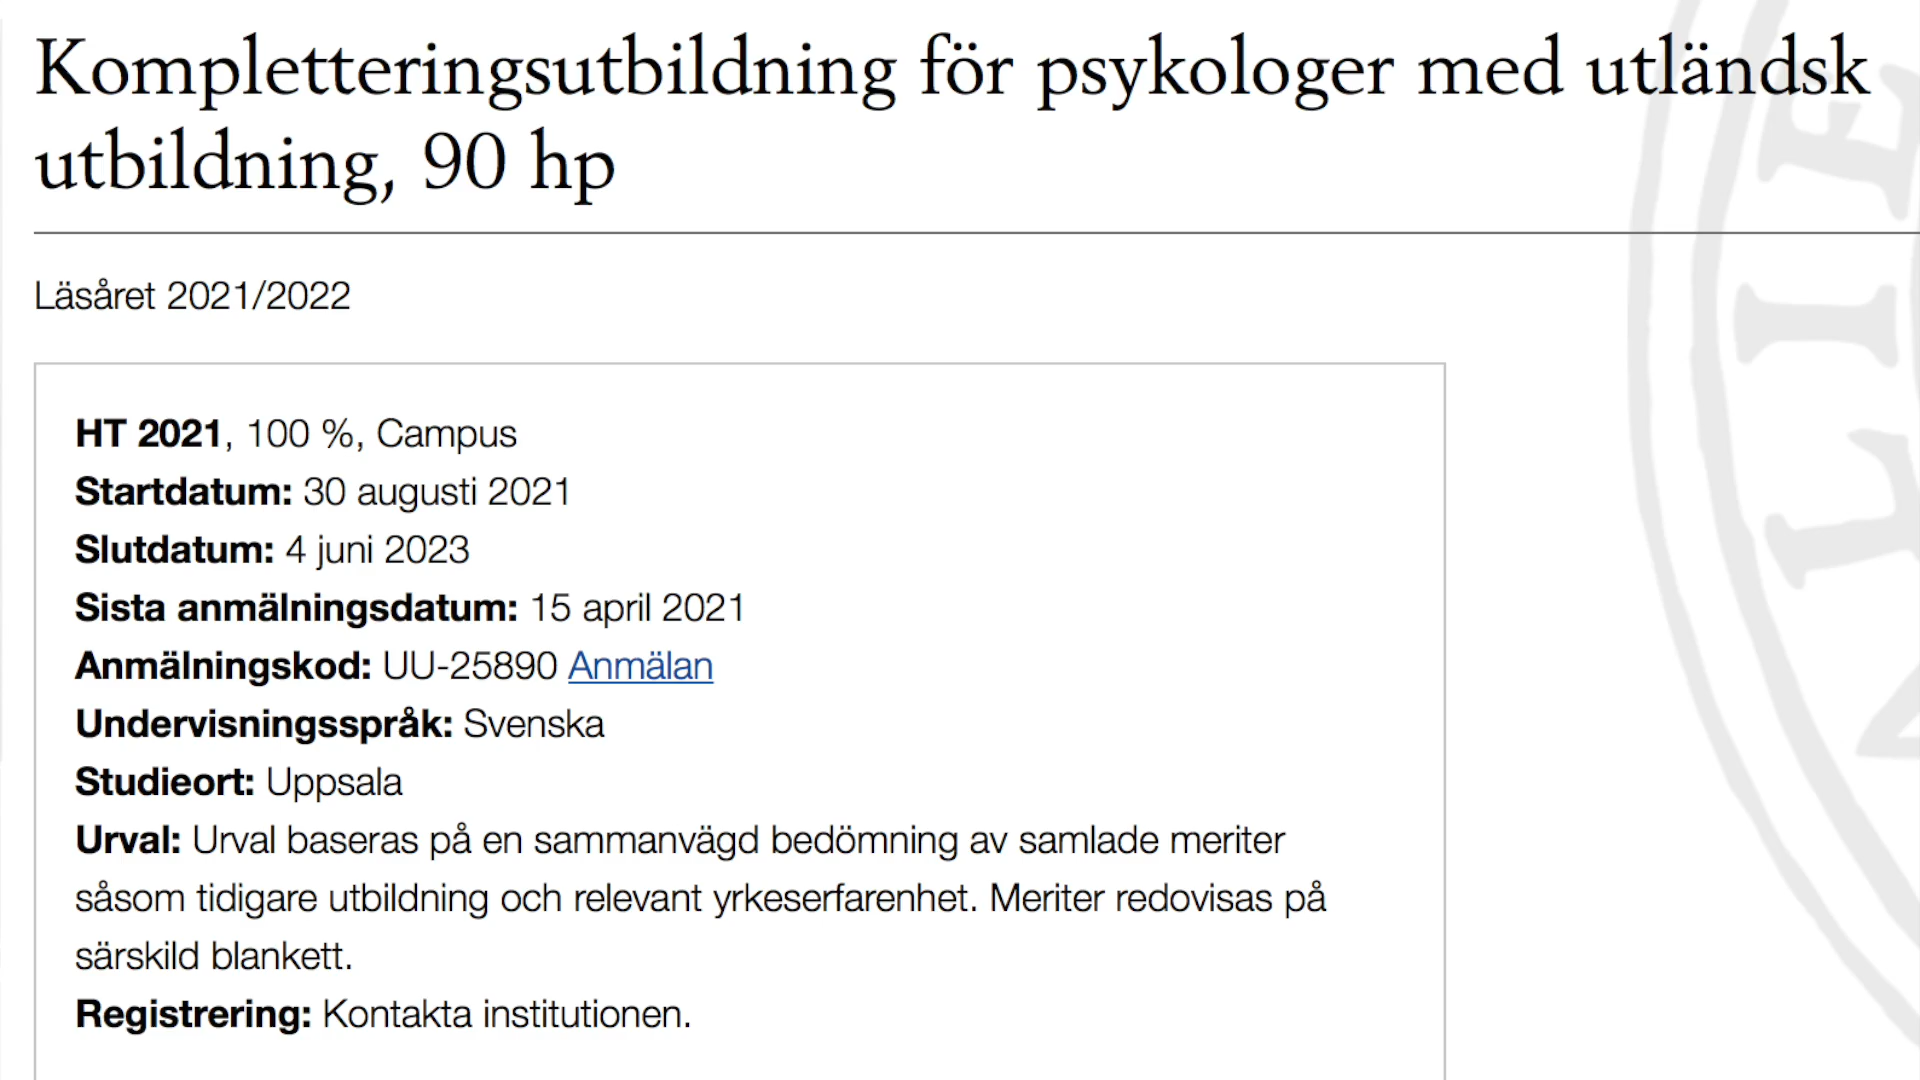 Kompletteringsutbildning för psykologer med utländsk
utbildning, 90 hp
Läsåret 2021/2022
HT 2021, 100 %, Campus
Startdatum: 30 augusti 2021
Slutdatum: 4 juni 2023
Sista anmälningsdatum: 15 april 2021
Anmälningskod: UU-25890 Anmälan
Undervisningsspråk: Svenska
Studieort: Uppsala
Urval: Urval baseras på en sammanvägd bedömning av samlade meriter
såsom tidigare utbildning och relevant yrkeserfarenhet. Meriter redovisas på
särskild blankett.
Registrering: Kontakta institutionen.